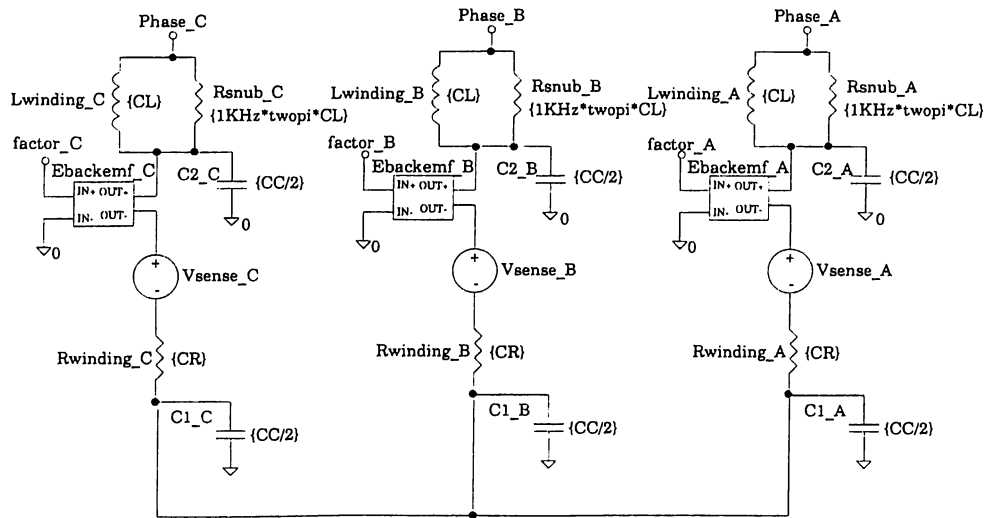 Phase_C
Phase_B
Phase_A
Lwinding_C
{CL}
Rsnub_C
{1KHz*twopi*CL}
Lwinding_B
{CL}
Rsnub_B
{1KHz*twopi*CL}
Lwinding_A
{CL}
Rsnub_A
{1KHz*twopi*CL}
factor_C
Ebackemf_C
C2_C
{CC/2}
IN+ OUT+
IN- OUT-
0
0
factor_B
Ebackemf_B
C2_B
{CC/2}
IN+ OUT+
IN- OUT-
0
0
factor_A
Ebackemf_A
C2_A
{CC/2}
IN+ OUT+
IN- OUT-
0
0
+
-
Vsense_C
+
-
Vsense_B
+
-
Vsense_A
Rwinding_C
{CR}
Rwinding_B
{CR}
Rwinding_A
{CR}
C1_C
{CC/2}
C1_B
{CC/2}
C1_A
{CC/2}